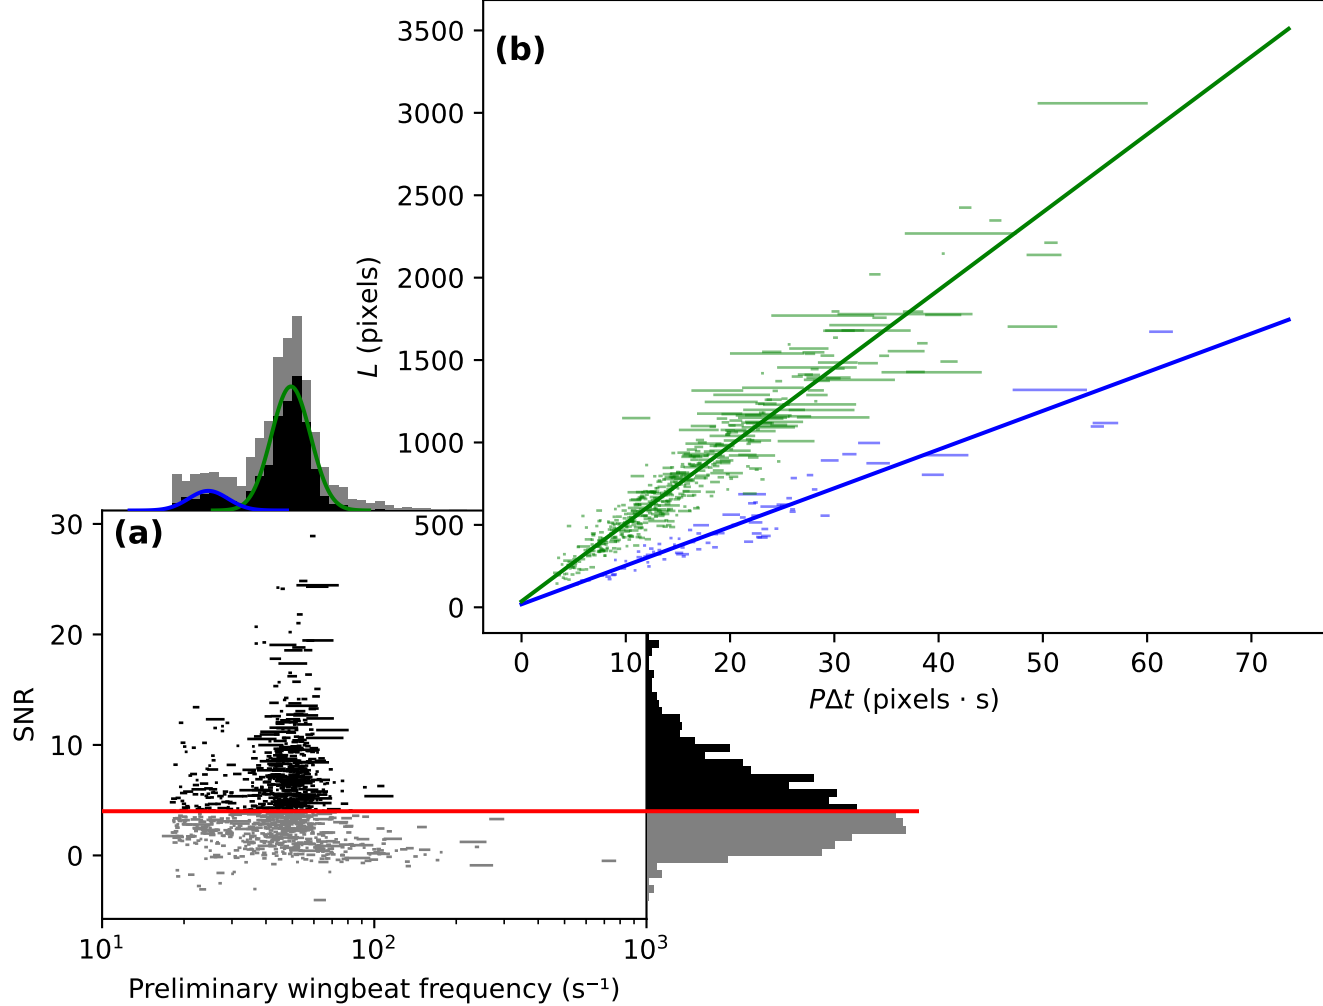 3500
(b)
3000
2500
L (pixels)
2000
1500
1000
500
0
0 10 20 30 40 50 60 70
PΔt (pixels · s)
(a)
30
20
SNR
10
0
10¹ 10² 10³
Preliminary wingbeat frequency (s⁻¹)